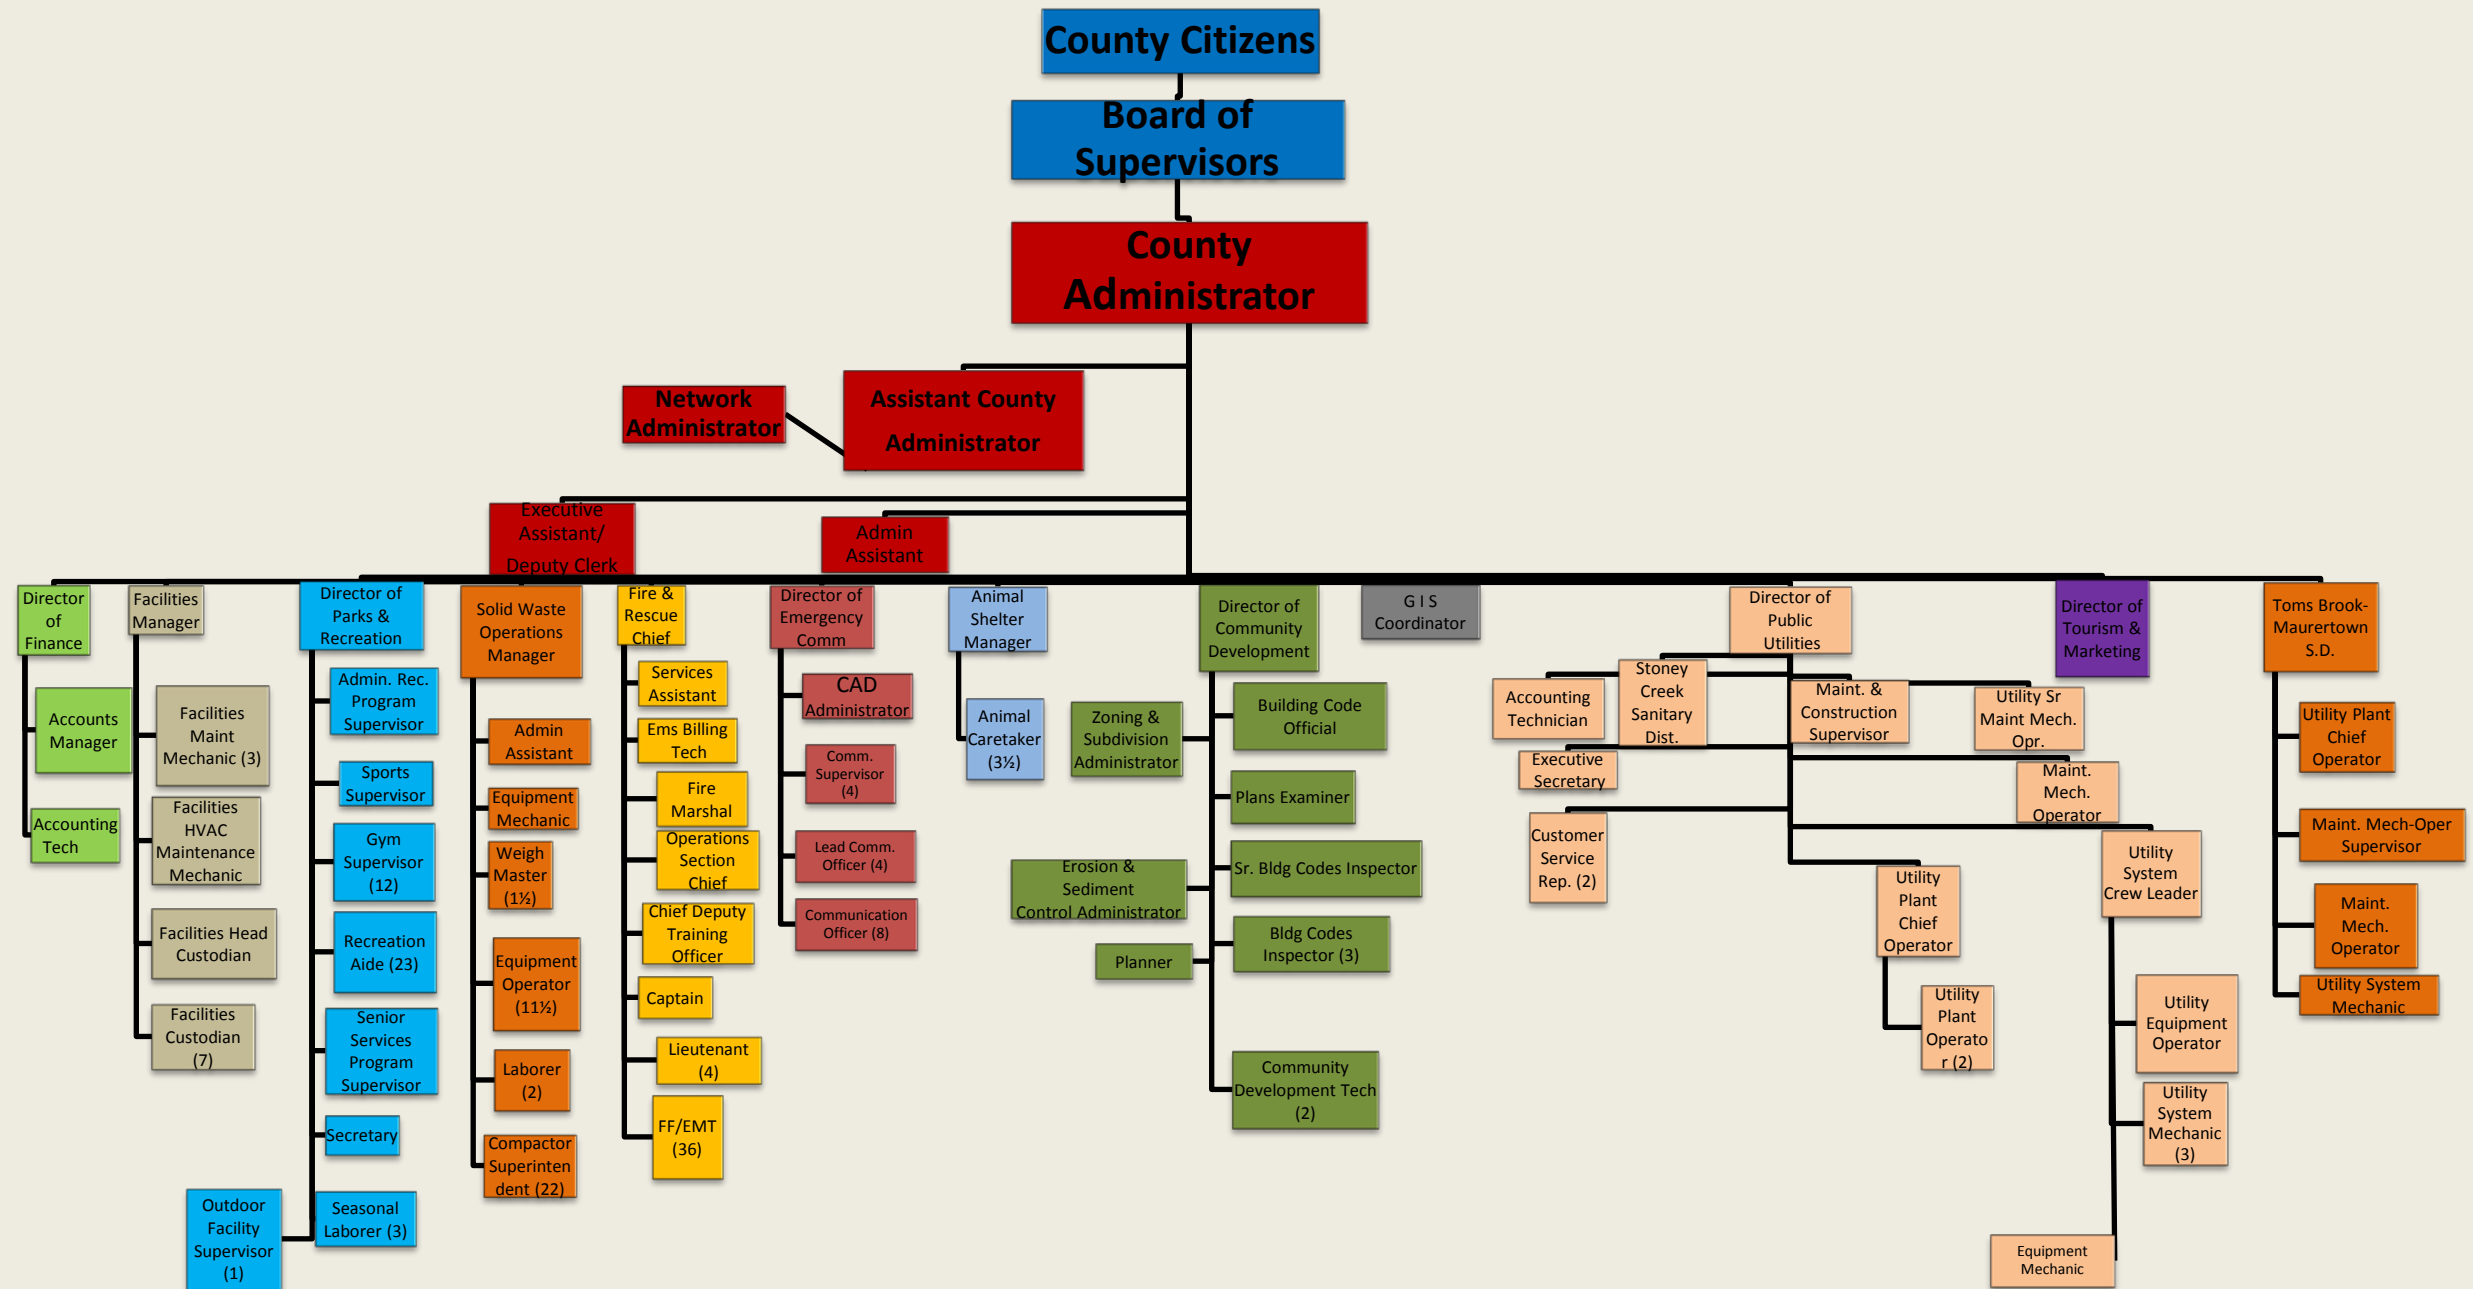 County Citizens
Board of
Supervisors
County
Administrator
Network
Administrator
Assistant County
Administrator
Executive
Assistant/
Deputy Clerk
Admin
Assistant
Director
of
Finance
Accounts
Manager
Accounting
Tech
Facilities
Manager
Facilities
Maint
Mechanic (3)
Facilities
HVAC
Maintenance
Mechanic
Facilities Head
Custodian
Facilities
Custodian
(7)
Director of
Parks &
Recreation
Admin. Rec.
Program
Supervisor
Sports
Supervisor
Gym
Supervisor
(12)
Recreation
Aide (23)
Senior
Services
Program
Supervisor
Secretary
Outdoor
Facility
Supervisor
(1)
Seasonal
Laborer (3)
Solid Waste
Operations
Manager
Admin
Assistant
Equipment
Mechanic
Weigh
Master
(1½)
Equipment
Operator
(11½)
Laborer
(2)
Compactor
Superinten
dent (22)
Fire &
Rescue
Chief
Services
Assistant
Ems Billing
Tech
Fire
Marshal
Operations
Section
Chief
Chief Deputy
Training
Officer
Captain
Lieutenant
(4)
FF/EMT
(36)
Director of
Emergency
Comm
CAD
Administrator
Comm.
Supervisor
(4)
Lead Comm.
Officer (4)
Communication
Officer (8)
Animal
Shelter
Manager
Animal
Caretaker
(3½)
Director of
Community
Development
Zoning &
Subdivision
Administrator
Building Code
Official
Plans Examiner
Sr. Bldg Codes Inspector
Erosion &
Sediment
Control Administrator
Bldg Codes
Inspector (3)
Planner
Community
Development Tech
(2)
G I S
Coordinator
Director of
Public
Utilities
Accounting
Technician
Stoney
Creek
Sanitary
Dist.
Maint. &
Construction
Supervisor
Utility Sr
Maint Mech.
Opr.
Executive
Secretary
Maint.
Mech.
Operator
Customer
Service
Rep. (2)
Utility
System
Crew Leader
Utility
Plant
Chief
Operator
Utility
Plant
Operato
r (2)
Utility
Equipment
Operator
Utility
System
Mechanic
(3)
Equipment
Mechanic
Director of
Tourism &
Marketing
Toms Brook-
Maurertown
S.D.
Utility Plant
Chief
Operator
Maint. Mech-Oper
Supervisor
Maint.
Mech.
Operator
Utility System
Mechanic